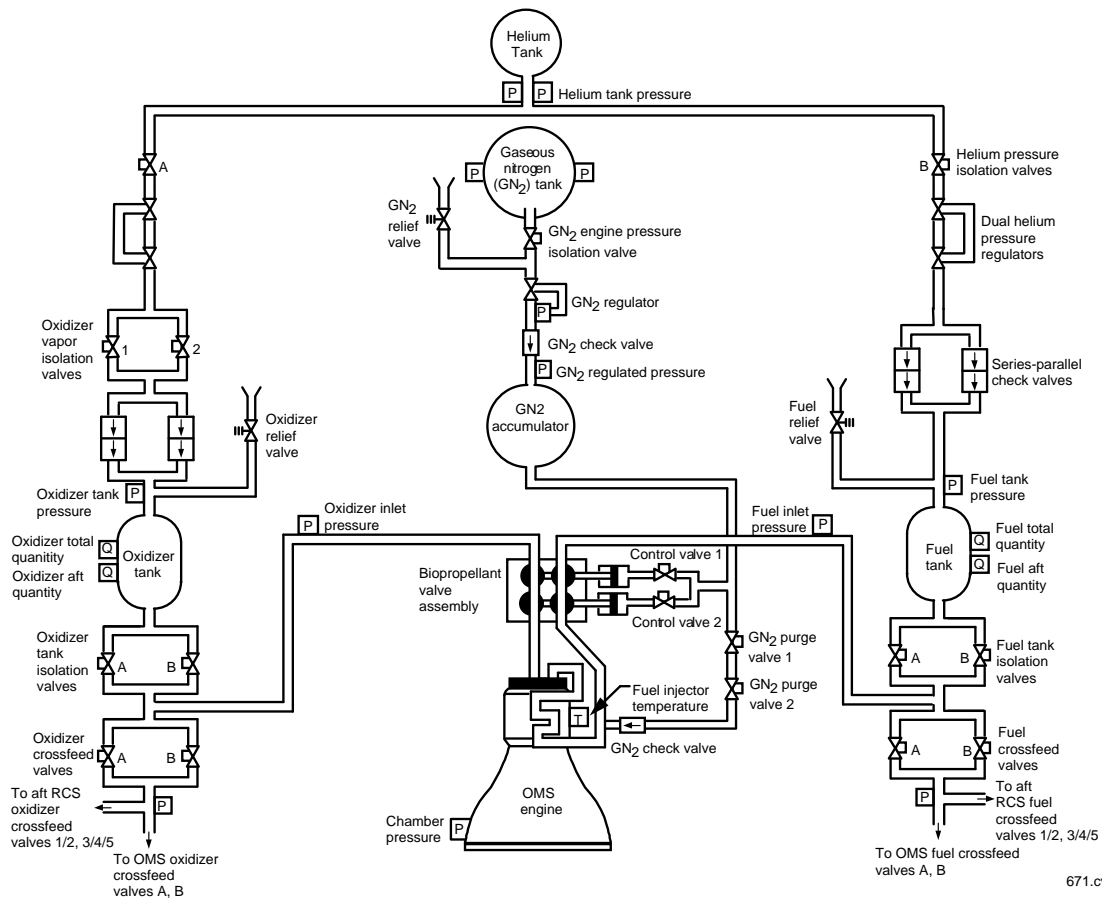 Helium
Tank
P
P
Helium tank pressure
A
B
Helium pressure
isolation valves
Gaseous
nitrogen
(GN2) tank
P
P
GN2
relief
valve
GN2 engine pressure
isolation valve
Dual helium
pressure
regulators
P
GN2 regulator
Oxidizer
vapor
isolation
valves
1
2
GN2 check valve
P
GN2 regulated pressure
Series-parallel
check valves
GN2
accumulator
Oxidizer
relief
valve
Fuel
relief
valve
Oxidizer tank
pressure
P
P
Fuel tank
pressure
P
Oxidizer inlet
pressure
Fuel inlet
pressure
P
Oxidizer total
quanitity
Q
Oxidizer aft
quantity
Q
Oxidizer
tank
Fuel
tank
Q
Fuel total
quantity
Q
Fuel aft
quantity
Biopropellant
valve
assembly
Control valve 1
Control valve 2
Oxidizer
tank
isolation
valves
A
B
GN2 purge
valve 1
GN2 purge
valve 2
A
B
Fuel tank
isolation
valves
Fuel injector
temperature
T
GN2 check valve
Oxidizer
crossfeed
valves
A
B
A
B
Fuel
crossfeed
valves
To aft RCS
oxidizer
crossfeed
valves 1/2, 3/4/5
P
To OMS oxidizer
crossfeed
valves A, B
OMS
engine
Chamber
pressure
P
P
To aft
RCS fuel
crossfeed
valves 1/2, 3/4/5
To OMS fuel crossfeed
valves A, B